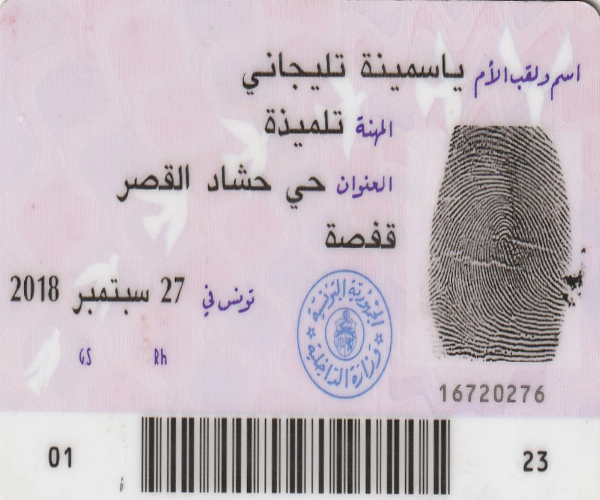 اسم ولقب الأم ياسمينة تليجاني
المهنة تلميذة
العنوان حي حشاد القصر
قفصة
تونس في 27 سبتمبر 2018
GS Rh
الجمهورية التونسية
وزارة الداخلية
16720276
01 23